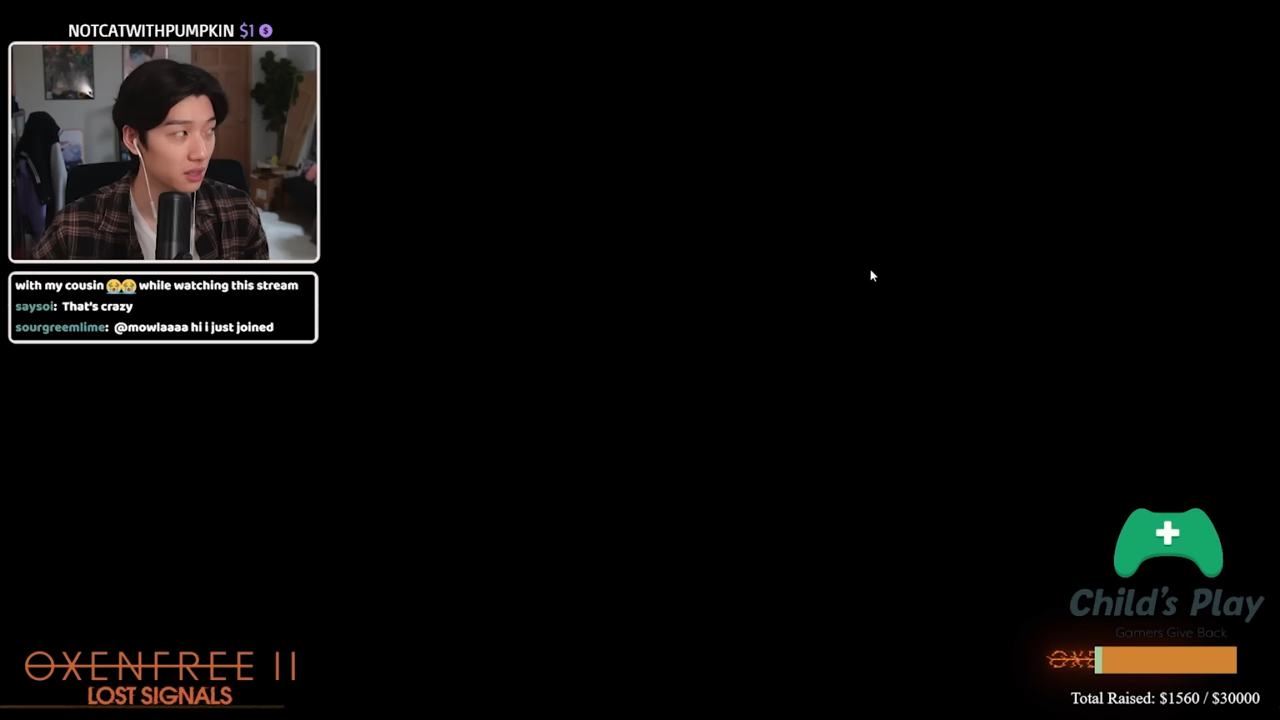 NOTCATWITHPUMPKIN $1
with my cousin 😭😭 while watching this stream
saysoi: That's crazy
sourgreemlime: @mowlaaaa hi i just joined
Child's Play
Gamers Give Back
OXENFREE II
LOST SIGNALS
OXE
Total Raised: $1560 / $30000